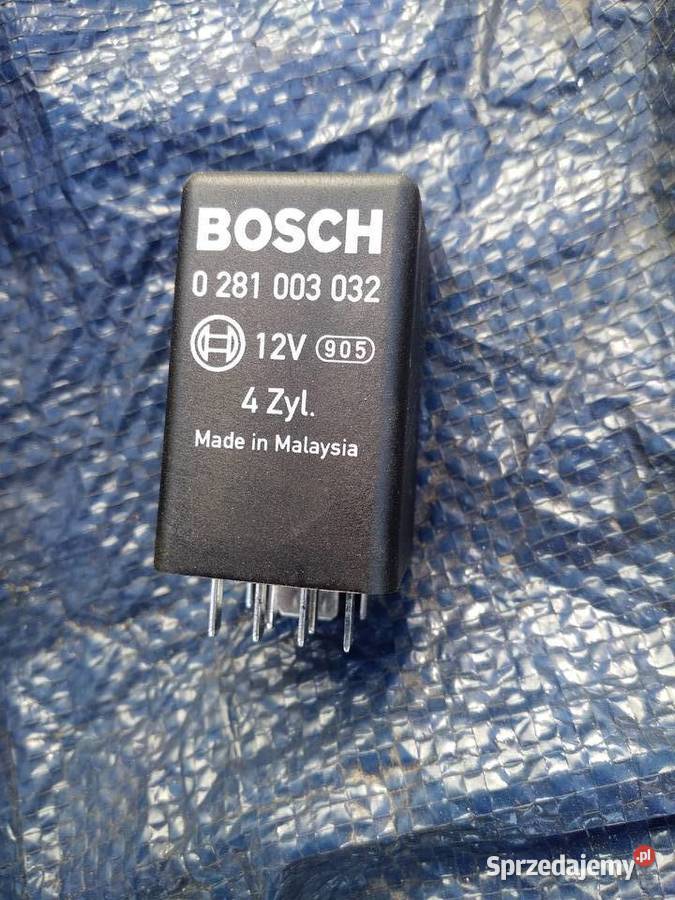 BOSCH
0 281 003 032
12V 905
4 Zyl.
Made in Malaysia
Sprzedajemy.pl